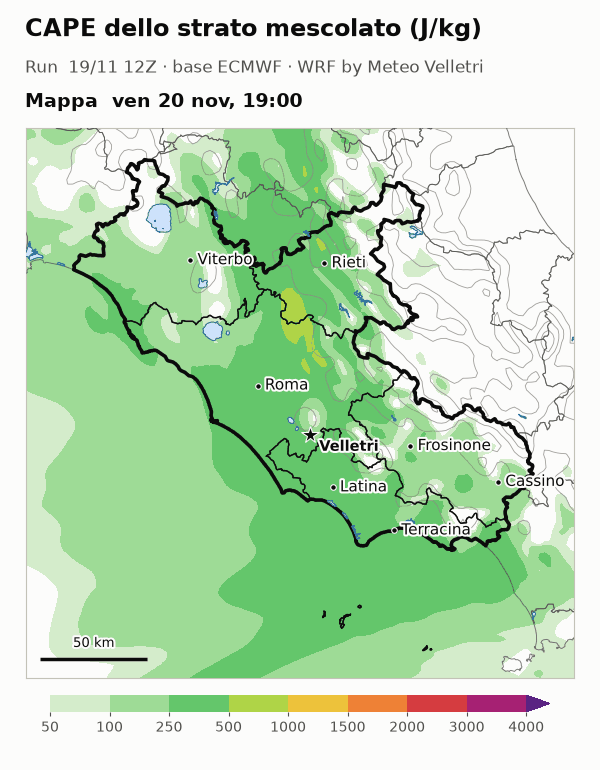 CAPE dello strato mescolato (J/kg)
Run  19/11 12Z · base ECMWF · WRF by Meteo Velletri
Mappa  ven 20 nov, 19:00
Viterbo
Rieti
Roma
Velletri
Frosinone
Latina
Cassino
Terracina
50 km
50 100 250 500 1000 1500 2000 3000 4000